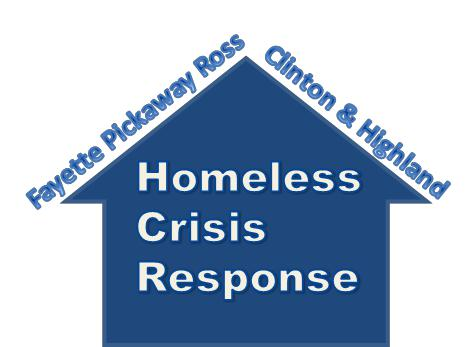 Fayette Pickaway Ross
Clinton & Highland
Homeless
Crisis
Response